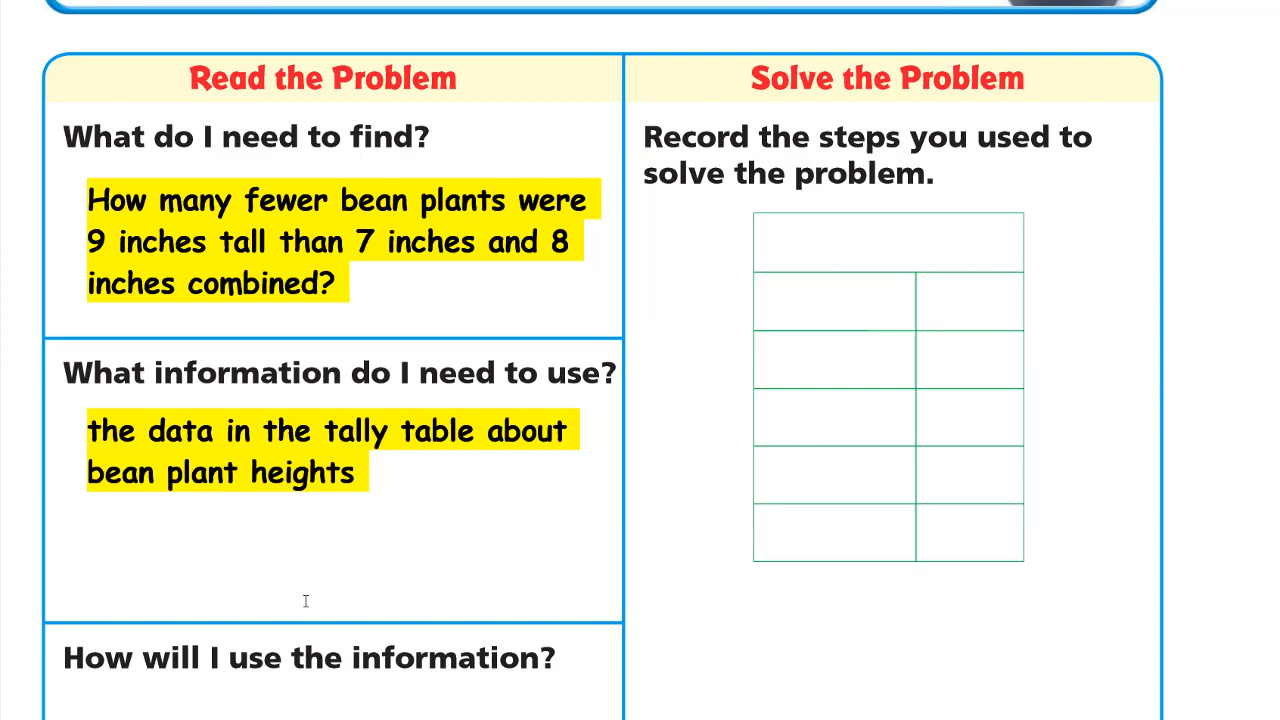 Read the Problem
What do I need to find?
How many fewer bean plants were
9 inches tall than 7 inches and 8
inches combined?
What information do I need to use?
the data in the tally table about
bean plant heights
How will I use the information?
Solve the Problem
Record the steps you used to
solve the problem.